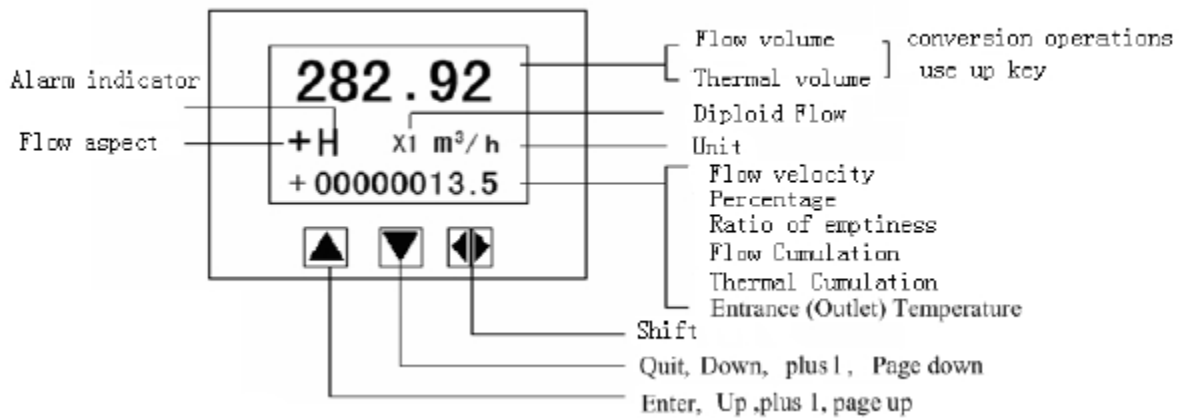 Flow volume
conversion operations
282.92
Alarm indicator
Thermal volume
use up key
Diploid Flow
Flow aspect
+H X1 m³/h
Unit
Flow velocity
+00000013.5
Percentage
Ratio of emptiness
Flow Cumulation
Thermal Cumulation
Entrance (Outlet) Temperature
Shift
Quit, Down, plus1, Page down
Enter, Up ,plus 1, page up